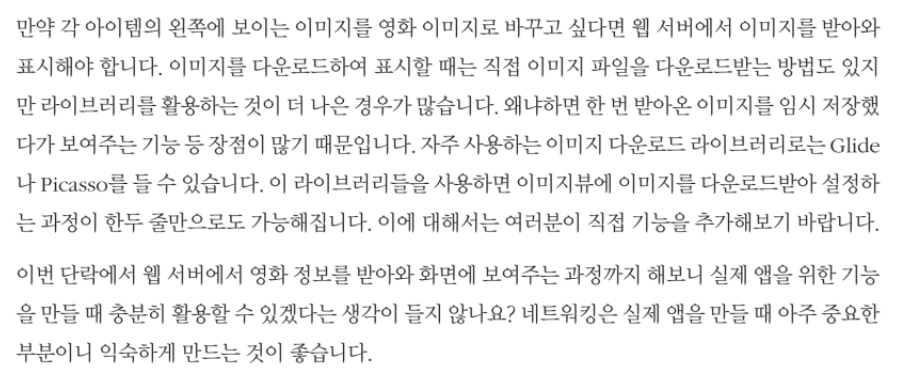 만약 각 아이템의 왼쪽에 보이는 이미지를 영화 이미지로 바꾸고 싶다면 웹 서버에서 이미지를 받아와
표시해야 합니다. 이미지를 다운로드하여 표시할 때는 직접 이미지 파일을 다운로드받는 방법도 있지
만 라이브러리를 활용하는 것이 더 나은 경우가 많습니다. 왜냐하면 한 번 받아온 이미지를 임시 저장했
다가 보여주는 기능 등 장점이 많기 때문입니다. 자주 사용하는 이미지 다운로드 라이브러리로는 Glide
나 Picasso를 들 수 있습니다. 이 라이브러리들을 사용하면 이미지뷰에 이미지를 다운로드받아 설정하
는 과정이 한두 줄만으로도 가능해집니다. 이에 대해서는 여러분이 직접 기능을 추가해보기 바랍니다.
이번 단락에서 웹 서버에서 영화 정보를 받아와 화면에 보여주는 과정까지 해보니 실제 앱을 위한 기능
을 만들 때 충분히 활용할 수 있겠다는 생각이 들지 않나요? 네트워킹은 실제 앱을 만들 때 아주 중요한
부분이니 익숙하게 만드는 것이 좋습니다.